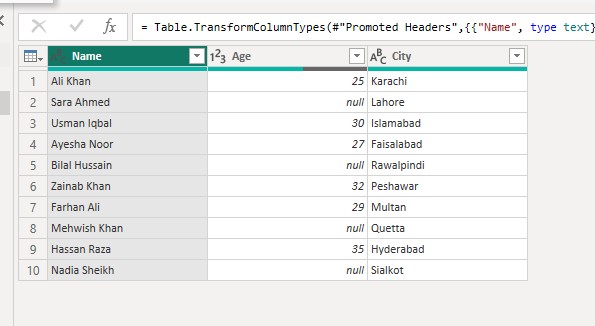 fx = Table.TransformColumnTypes(#"Promoted Headers",{{"Name", type text}
Name 1²3 Age ABC City
1 Ali Khan 25 Karachi
2 Sara Ahmed null Lahore
3 Usman Iqbal 30 Islamabad
4 Ayesha Noor 27 Faisalabad
5 Bilal Hussain null Rawalpindi
6 Zainab Khan 32 Peshawar
7 Farhan Ali 29 Multan
8 Mehwish Khan null Quetta
9 Hassan Raza 35 Hyderabad
10 Nadia Sheikh null Sialkot